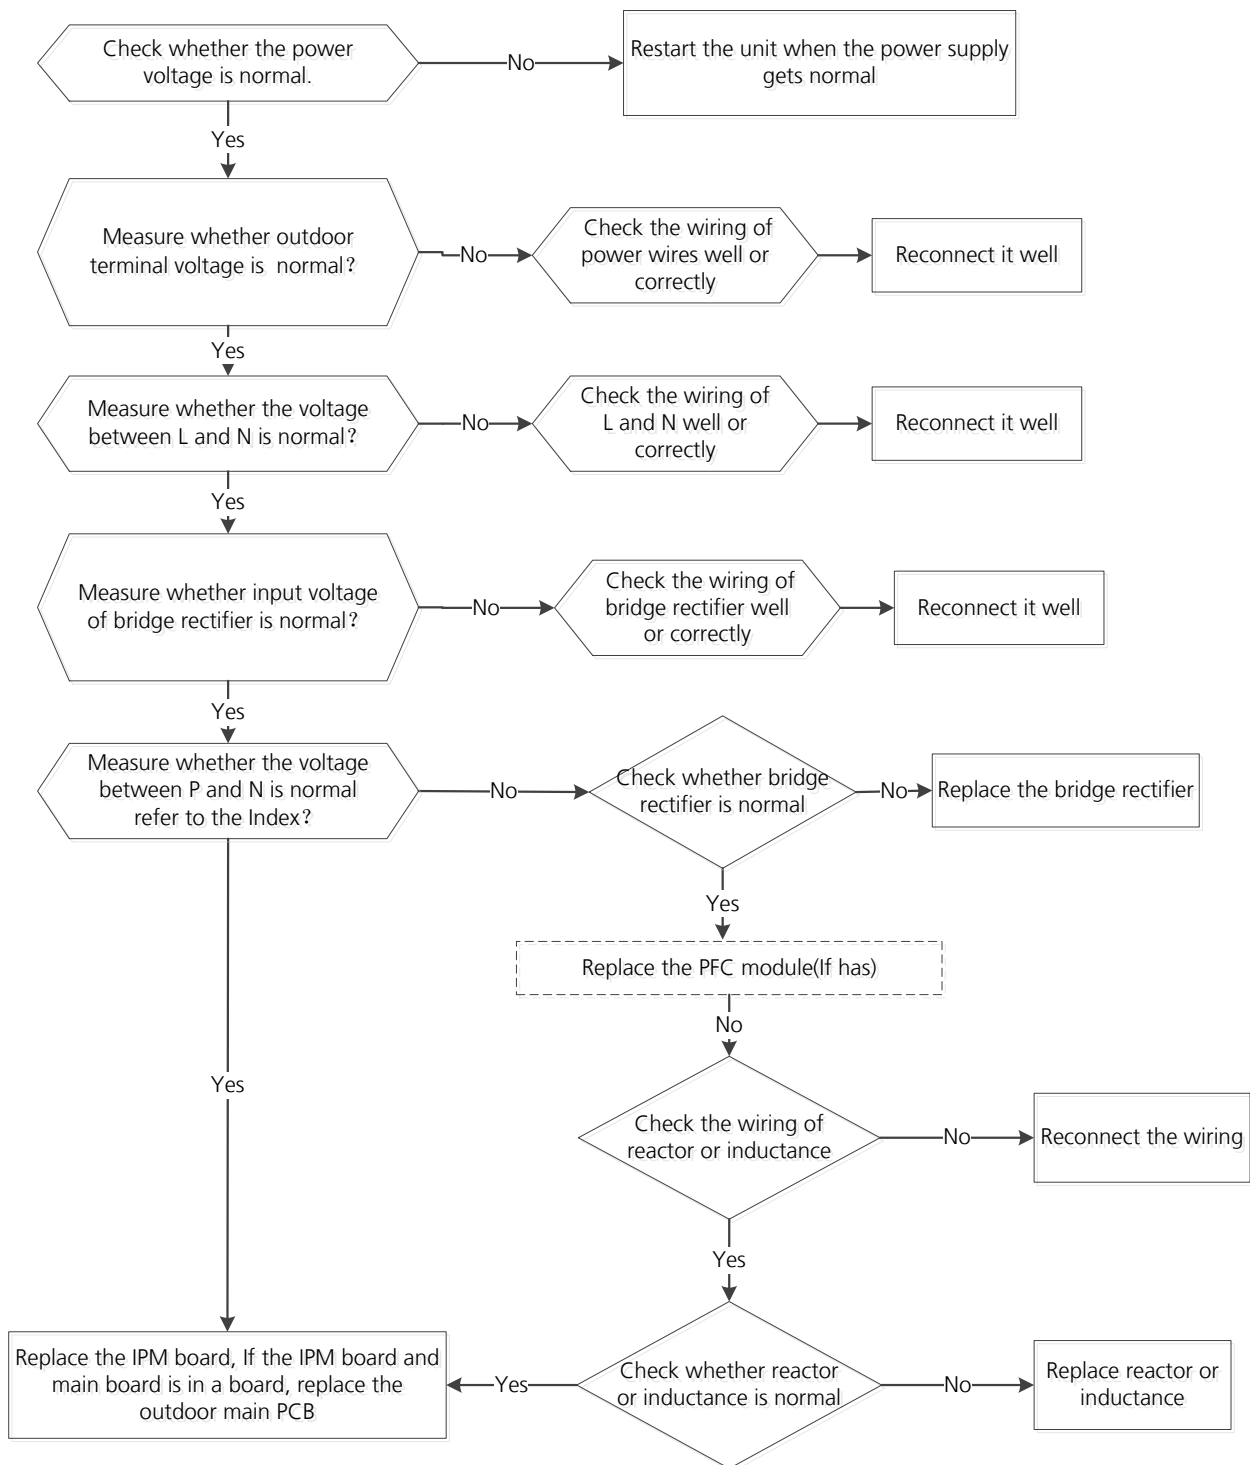 Check whether the power
voltage is normal.
No
Restart the unit when the power supply
gets normal
Yes
Measure whether outdoor
terminal voltage is normal?
No
Check the wiring of
power wires well or
correctly
Reconnect it well
Yes
Measure whether the voltage
between L and N is normal?
No
Check the wiring of
L and N well or
correctly
Reconnect it well
Yes
Measure whether input voltage
of bridge rectifier is normal?
No
Check the wiring of
bridge rectifier well
or correctly
Reconnect it well
Yes
Measure whether the voltage
between P and N is normal
refer to the Index?
No
Check whether bridge
rectifier is normal
No
Replace the bridge rectifier
Yes
Replace the PFC module(If has)
No
Yes
Check the wiring of
reactor or inductance
No
Reconnect the wiring
Yes
Replace the IPM board, If the IPM board and
main board is in a board, replace the
outdoor main PCB
Yes
Check whether reactor
or inductance is normal
No
Replace reactor or
inductance